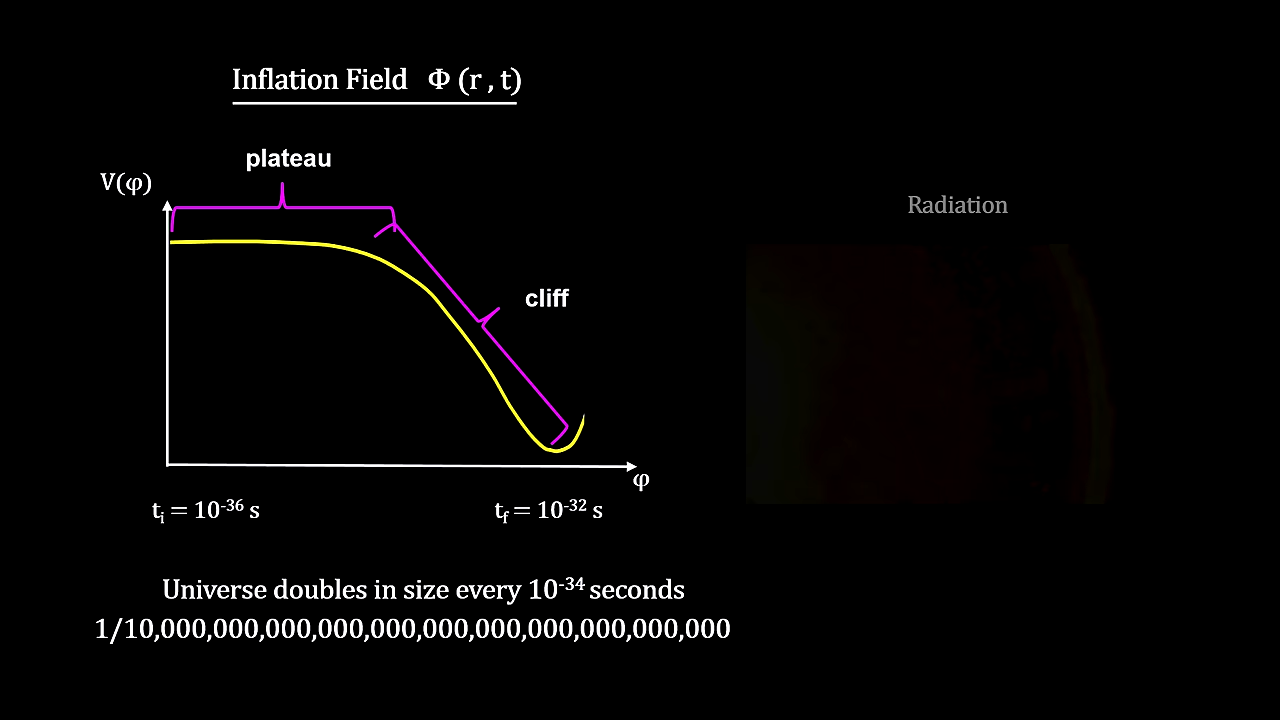 Inflation Field Φ (r , t)
plateau
V(φ)
Radiation
cliff
φ
tᵢ = 10⁻³⁶ s
t_f = 10⁻³² s
Universe doubles in size every 10⁻³⁴ seconds
1/10,000,000,000,000,000,000,000,000,000,000,000